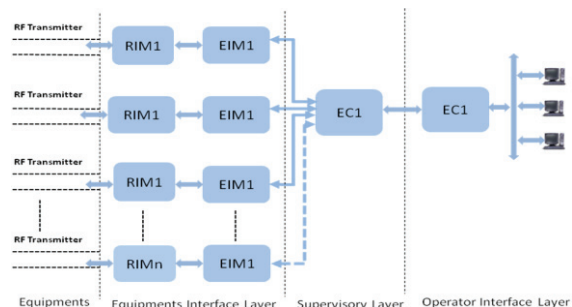 RF Transmitter
RIM1 EIM1
RF Transmitter
RIM1 EIM1 EC1 EC1
RF Transmitter
RIM1 EIM1
RF Transmitter
RIMn EIM1
Equipments Equipments Interface Layer Supervisory Layer Operator Interface Layer